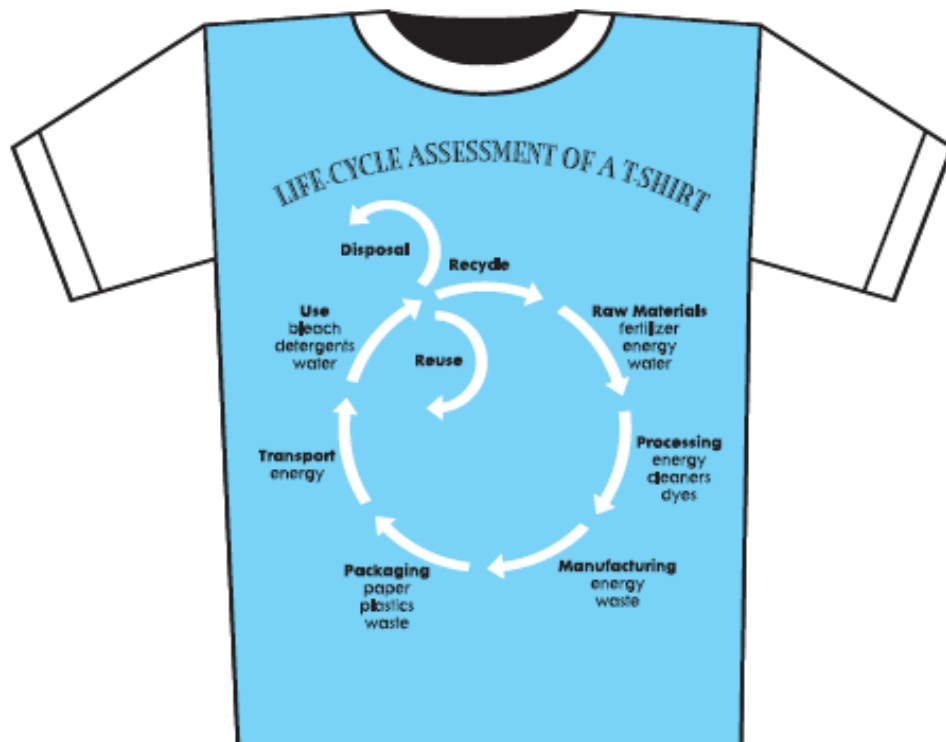 LIFE-CYCLE ASSESSMENT OF A T-SHIRT
Disposal
Recycle
Raw Materials
fertilizer
energy
water
Use
bleach
detergents
water
Reuse
Processing
energy
cleaners
dyes
Transport
energy
Manufacturing
energy
waste
Packaging
paper
plastics
waste